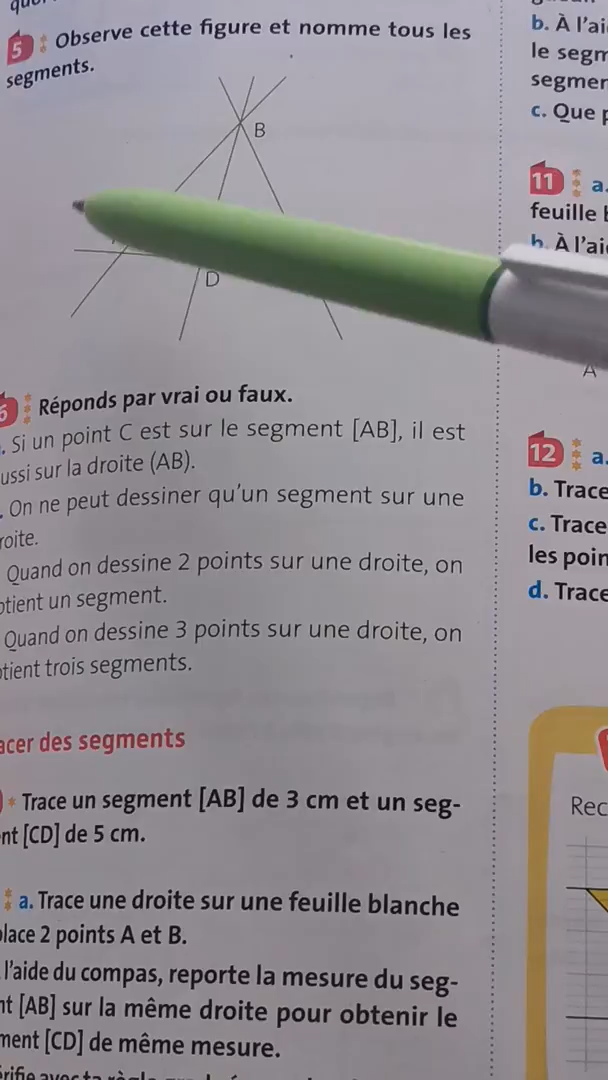 5 Observe cette figure et nomme tous les
segments.
B
D
6 Réponds par vrai ou faux.
. Si un point C est sur le segment [AB], il est
ussi sur la droite (AB).
. On ne peut dessiner qu'un segment sur une
roite.
Quand on dessine 2 points sur une droite, on
btient un segment.
Quand on dessine 3 points sur une droite, on
btient trois segments.
acer des segments
Trace un segment [AB] de 3 cm et un seg-
nt [CD] de 5 cm.
a. Trace une droite sur une feuille blanche
place 2 points A et B.
l'aide du compas, reporte la mesure du seg-
nt [AB] sur la même droite pour obtenir le
ment [CD] de même mesure.
b. À l'ai
le segm
segmen
c. Que p
11 a.
feuille b
b. À l'ai
A
12 a.
b. Trace
c. Trace
les poin
d. Trace
Rec